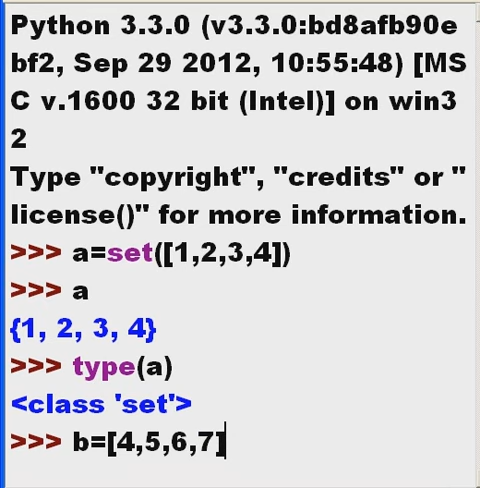 Python 3.3.0 (v3.3.0:bd8afb90e
bf2, Sep 29 2012, 10:55:48) [MS
C v.1600 32 bit (Intel)] on win3
2
Type "copyright", "credits" or "
license()" for more information.
>>> a=set([1,2,3,4])
>>> a
{1, 2, 3, 4}
>>> type(a)
<class 'set'>
>>> b=[4,5,6,7]